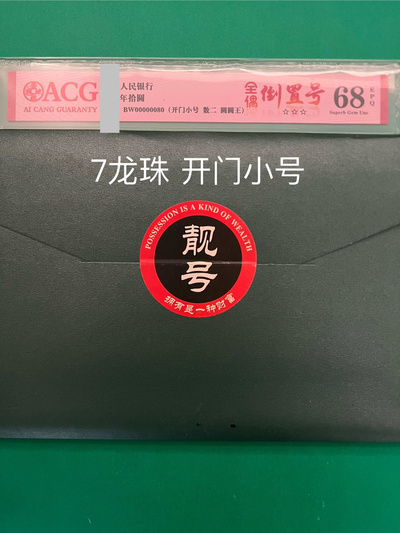 ACG
AI CANG GUARANTY
人民银行
年拾圆
BW00000080（开门小号 数二 圆圆王）
全偶
倒置号
☆☆☆
68
EPQ
Superb Gem Unc
7龙珠 开门小号
POSSESSION IS A KIND OF WEALTH
靓号
拥有是一种财富